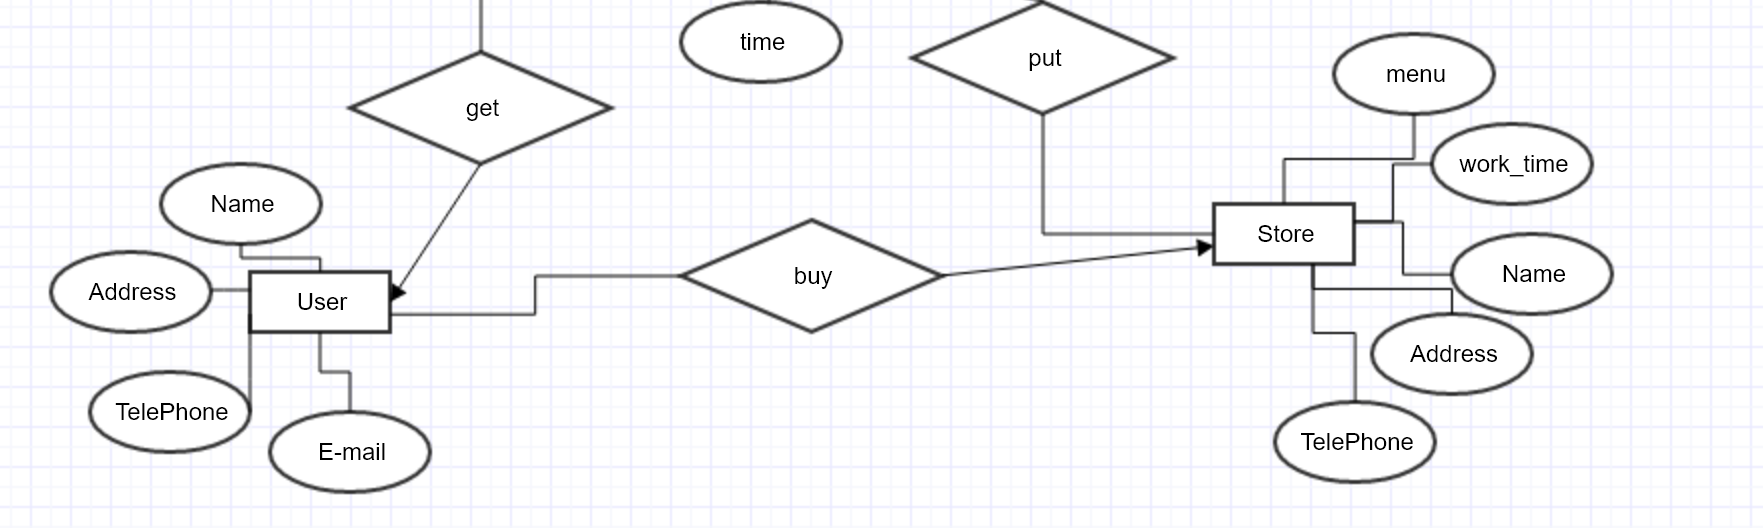 time
put
menu
get
work_time
Name
Store
Address
User
buy
Name
Address
TelePhone
E-mail
TelePhone